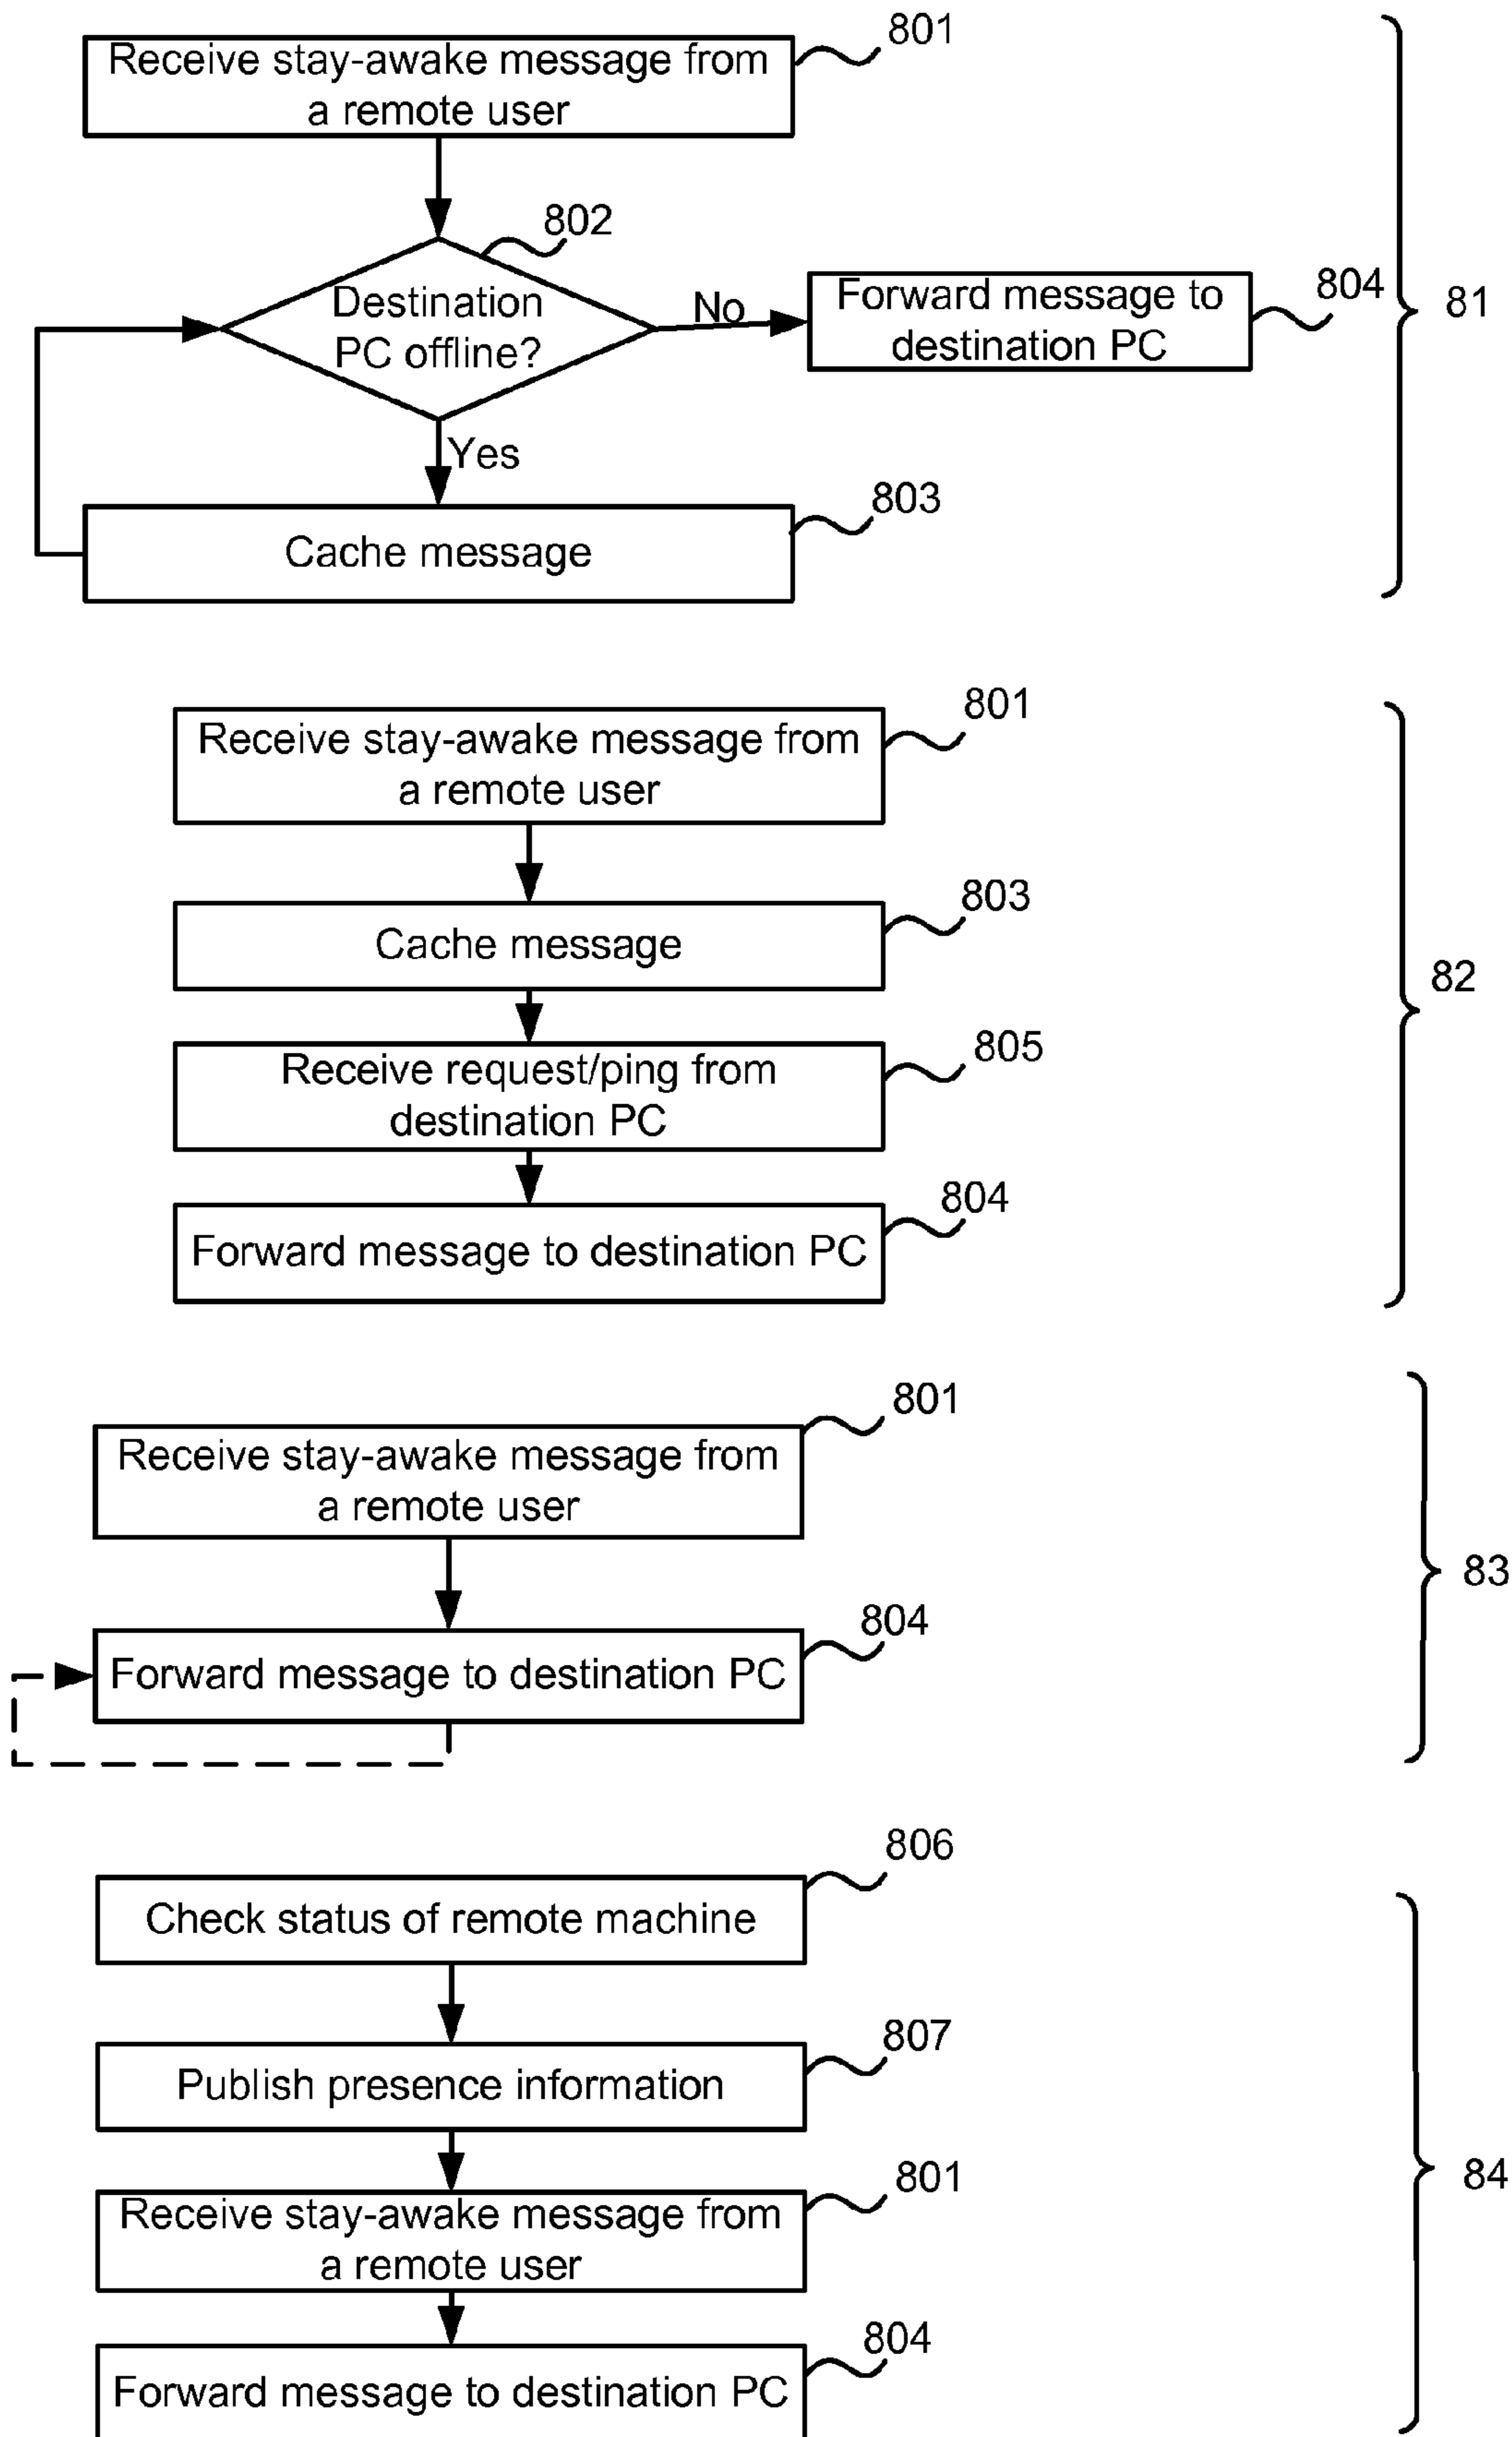 801
Receive stay-awake message from
a remote user
802
Destination
PC offline?
No
Forward message to
destination PC
804
81
Yes
803
Cache message
801
Receive stay-awake message from
a remote user
803
Cache message
82
805
Receive request/ping from
destination PC
804
Forward message to destination PC
801
Receive stay-awake message from
a remote user
83
804
Forward message to destination PC
806
Check status of remote machine
807
Publish presence information
801
Receive stay-awake message from
a remote user
84
804
Forward message to destination PC